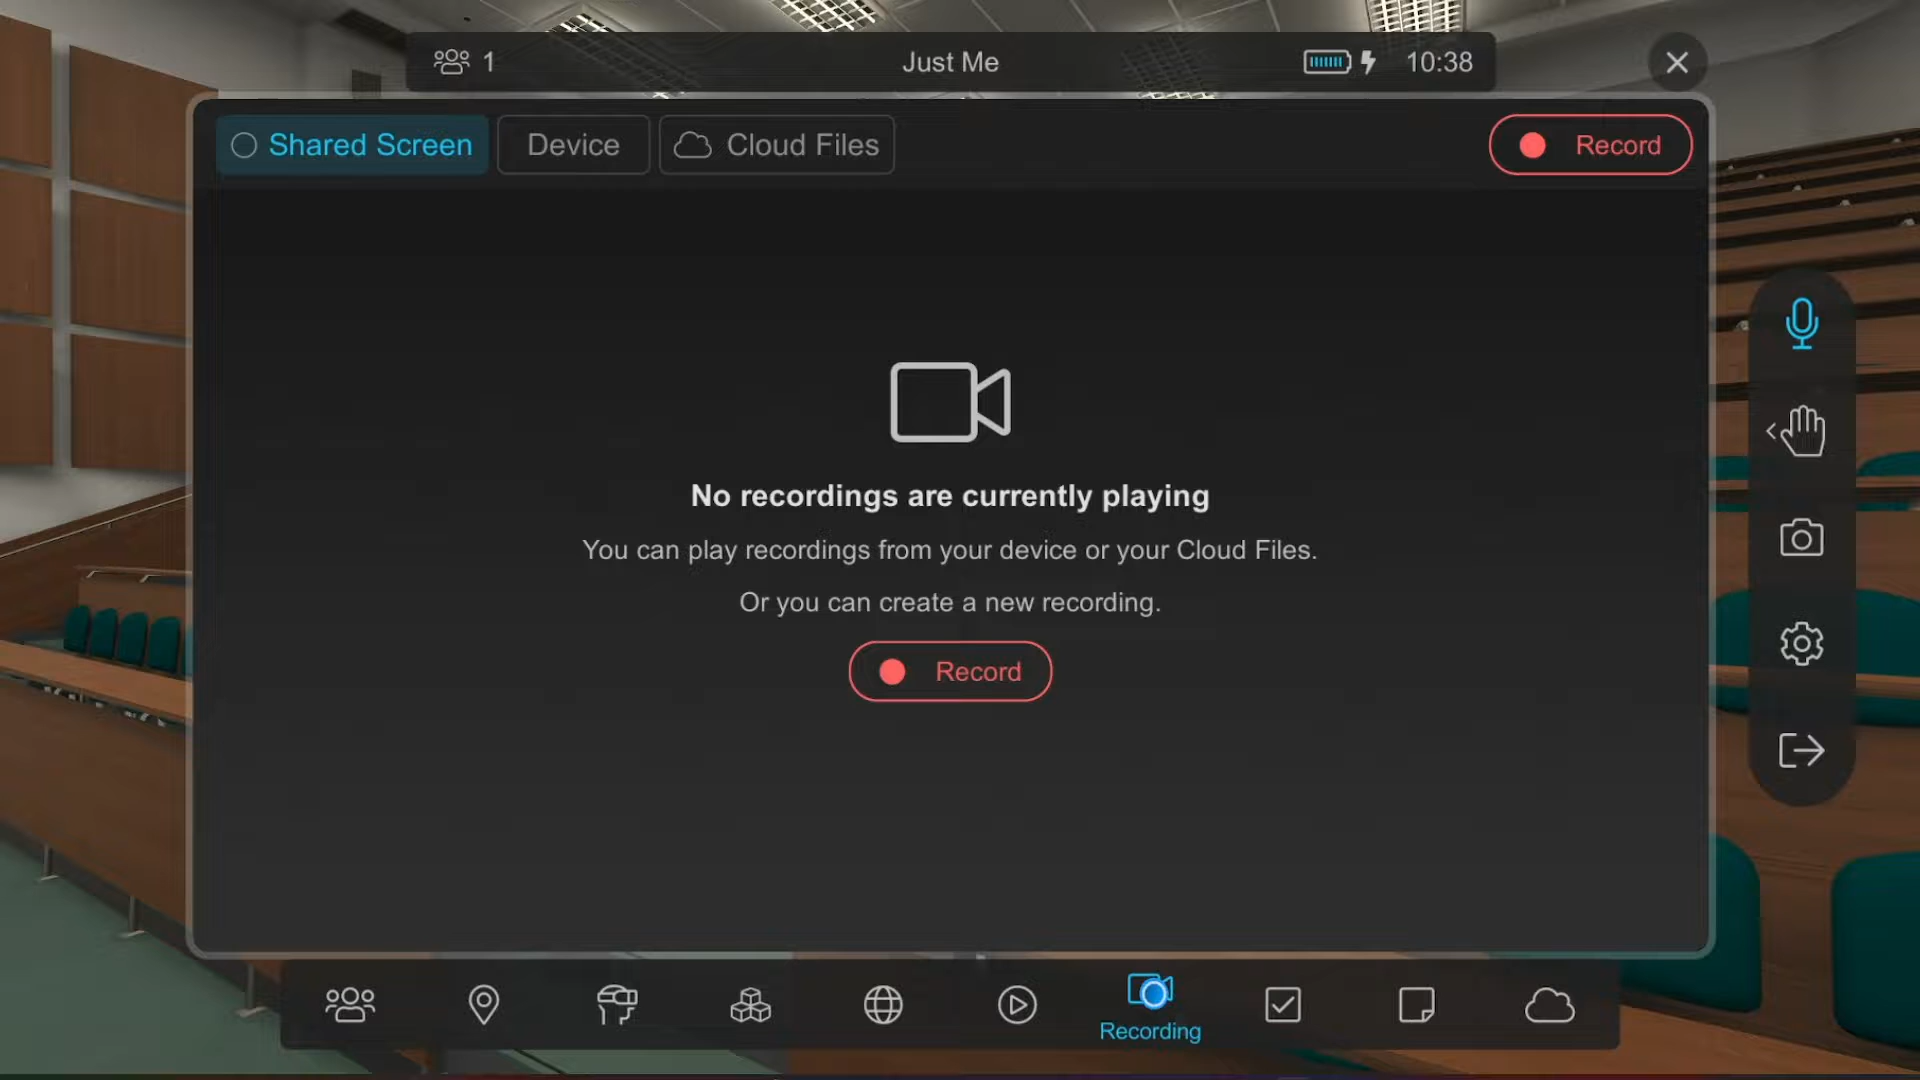 1
Just Me
10:38
Shared Screen
Device
Cloud Files
Record
No recordings are currently playing
You can play recordings from your device or your Cloud Files.
Or you can create a new recording.
Record
Recording